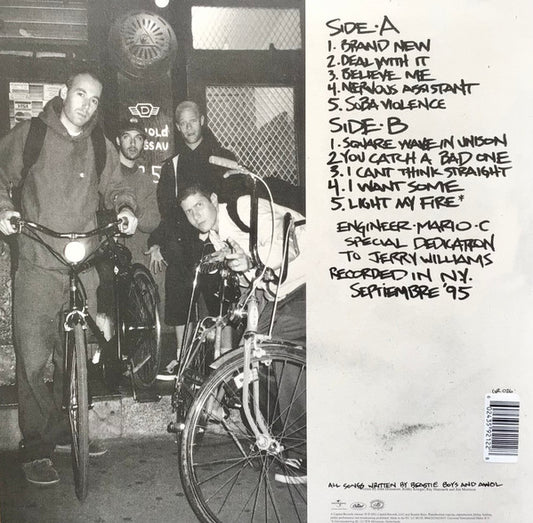 SIDE·A
1. BRAND NEW
2. DEAL WITH IT
3. BELIEVE ME
4. NERVOUS ASSISTANT
5. SOBA VIOLENCE
SIDE·B
1. SQUARE WAVE IN UNISON
2 YOU CATCH A BAD ONE
3. I CANT THINK STRAIGHT
4. I WANT SOME
5. LIGHT MY FIRE*
ENGINEER·MARIO·C
SPECIAL DEDICATION
TO JERRY WILLIAMS
RECORDED IN N.Y.
SEPTIEMBRE '95
ALL SONGS WRITTEN BY BEASTIE BOYS AND AWOL